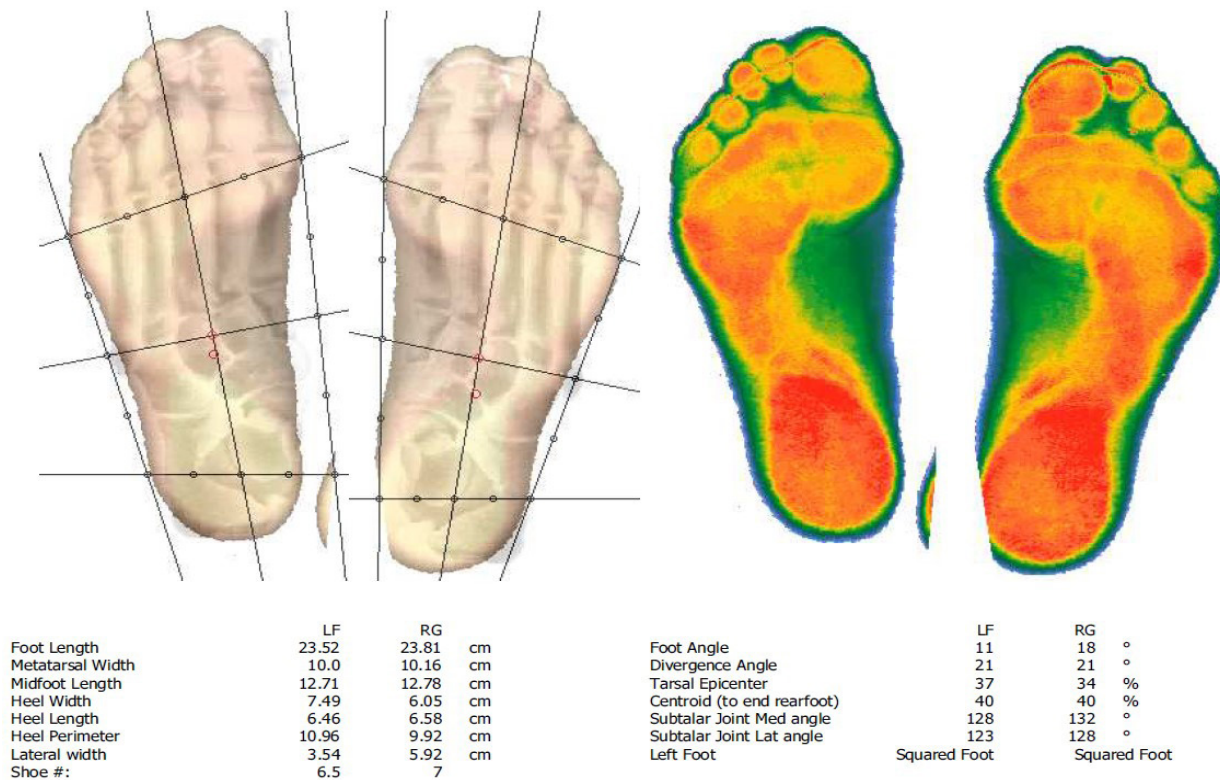 LF RG
Foot Length 23.52 23.81 cm
Metatarsal Width 10.0 10.16 cm
Midfoot Length 12.71 12.78 cm
Heel Width 7.49 6.05 cm
Heel Length 6.46 6.58 cm
Heel Perimeter 10.96 9.92 cm
Lateral width 3.54 5.92 cm
Shoe #: 6.5 7
LF RG
Foot Angle 11 18 °
Divergence Angle 21 21 °
Tarsal Epicenter 37 34 %
Centroid (to end rearfoot) 40 40 %
Subtalar Joint Med angle 128 132 °
Subtalar Joint Lat angle 123 128 °
Left Foot Squared Foot Squared Foot